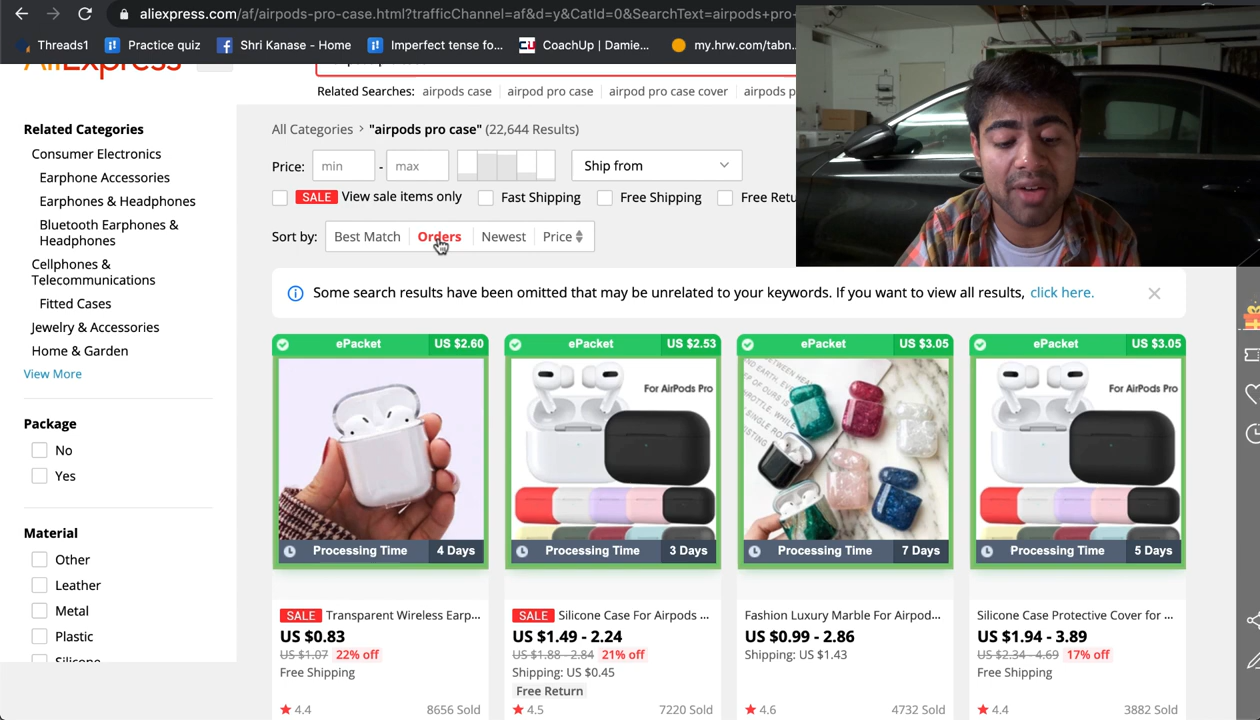 aliexpress.com/af/airpods-pro-case.html?trafficChannel=af&d=y&CatId=0&SearchText=airpods+pro-
Threads1 Practice quiz Shri Kanase - Home Imperfect tense fo... CoachUp | Damie... my.hrw.com/tabn...
AliExpress
Related Searches: airpods case airpod pro case airpod pro case cover airpods p
Related Categories
Consumer Electronics
Earphone Accessories
Earphones & Headphones
Bluetooth Earphones &
Headphones
Cellphones &
Telecommunications
Fitted Cases
Jewelry & Accessories
Home & Garden
View More
Package
No
Yes
Material
Other
Leather
Metal
Plastic
Silicone
All Categories > "airpods pro case" (22,644 Results)
Price: min - max Ship from
SALE View sale items only Fast Shipping Free Shipping Free Retu
Sort by: Best Match Orders Newest Price
Some search results have been omitted that may be unrelated to your keywords. If you want to view all results, click here.
ePacket US $2.60
Processing Time 4 Days
SALE Transparent Wireless Earp...
US $0.83
US $1.07 22% off
Free Shipping
4.4 8656 Sold
ePacket US $2.53
For AirPods Pro
Processing Time 3 Days
SALE Silicone Case For Airpods ...
US $1.49 - 2.24
US $1.88 - 2.84 21% off
Shipping: US $0.45
Free Return
4.5 7220 Sold
ePacket US $3.05
Processing Time 7 Days
Fashion Luxury Marble For Airpod...
US $0.99 - 2.86
Shipping: US $1.43
4.6 4732 Sold
ePacket US $3.05
For AirPods Pro
Processing Time 5 Days
Silicone Case Protective Cover for ...
US $1.94 - 3.89
US $2.34 - 4.69 17% off
Free Shipping
4.4 3882 Sold